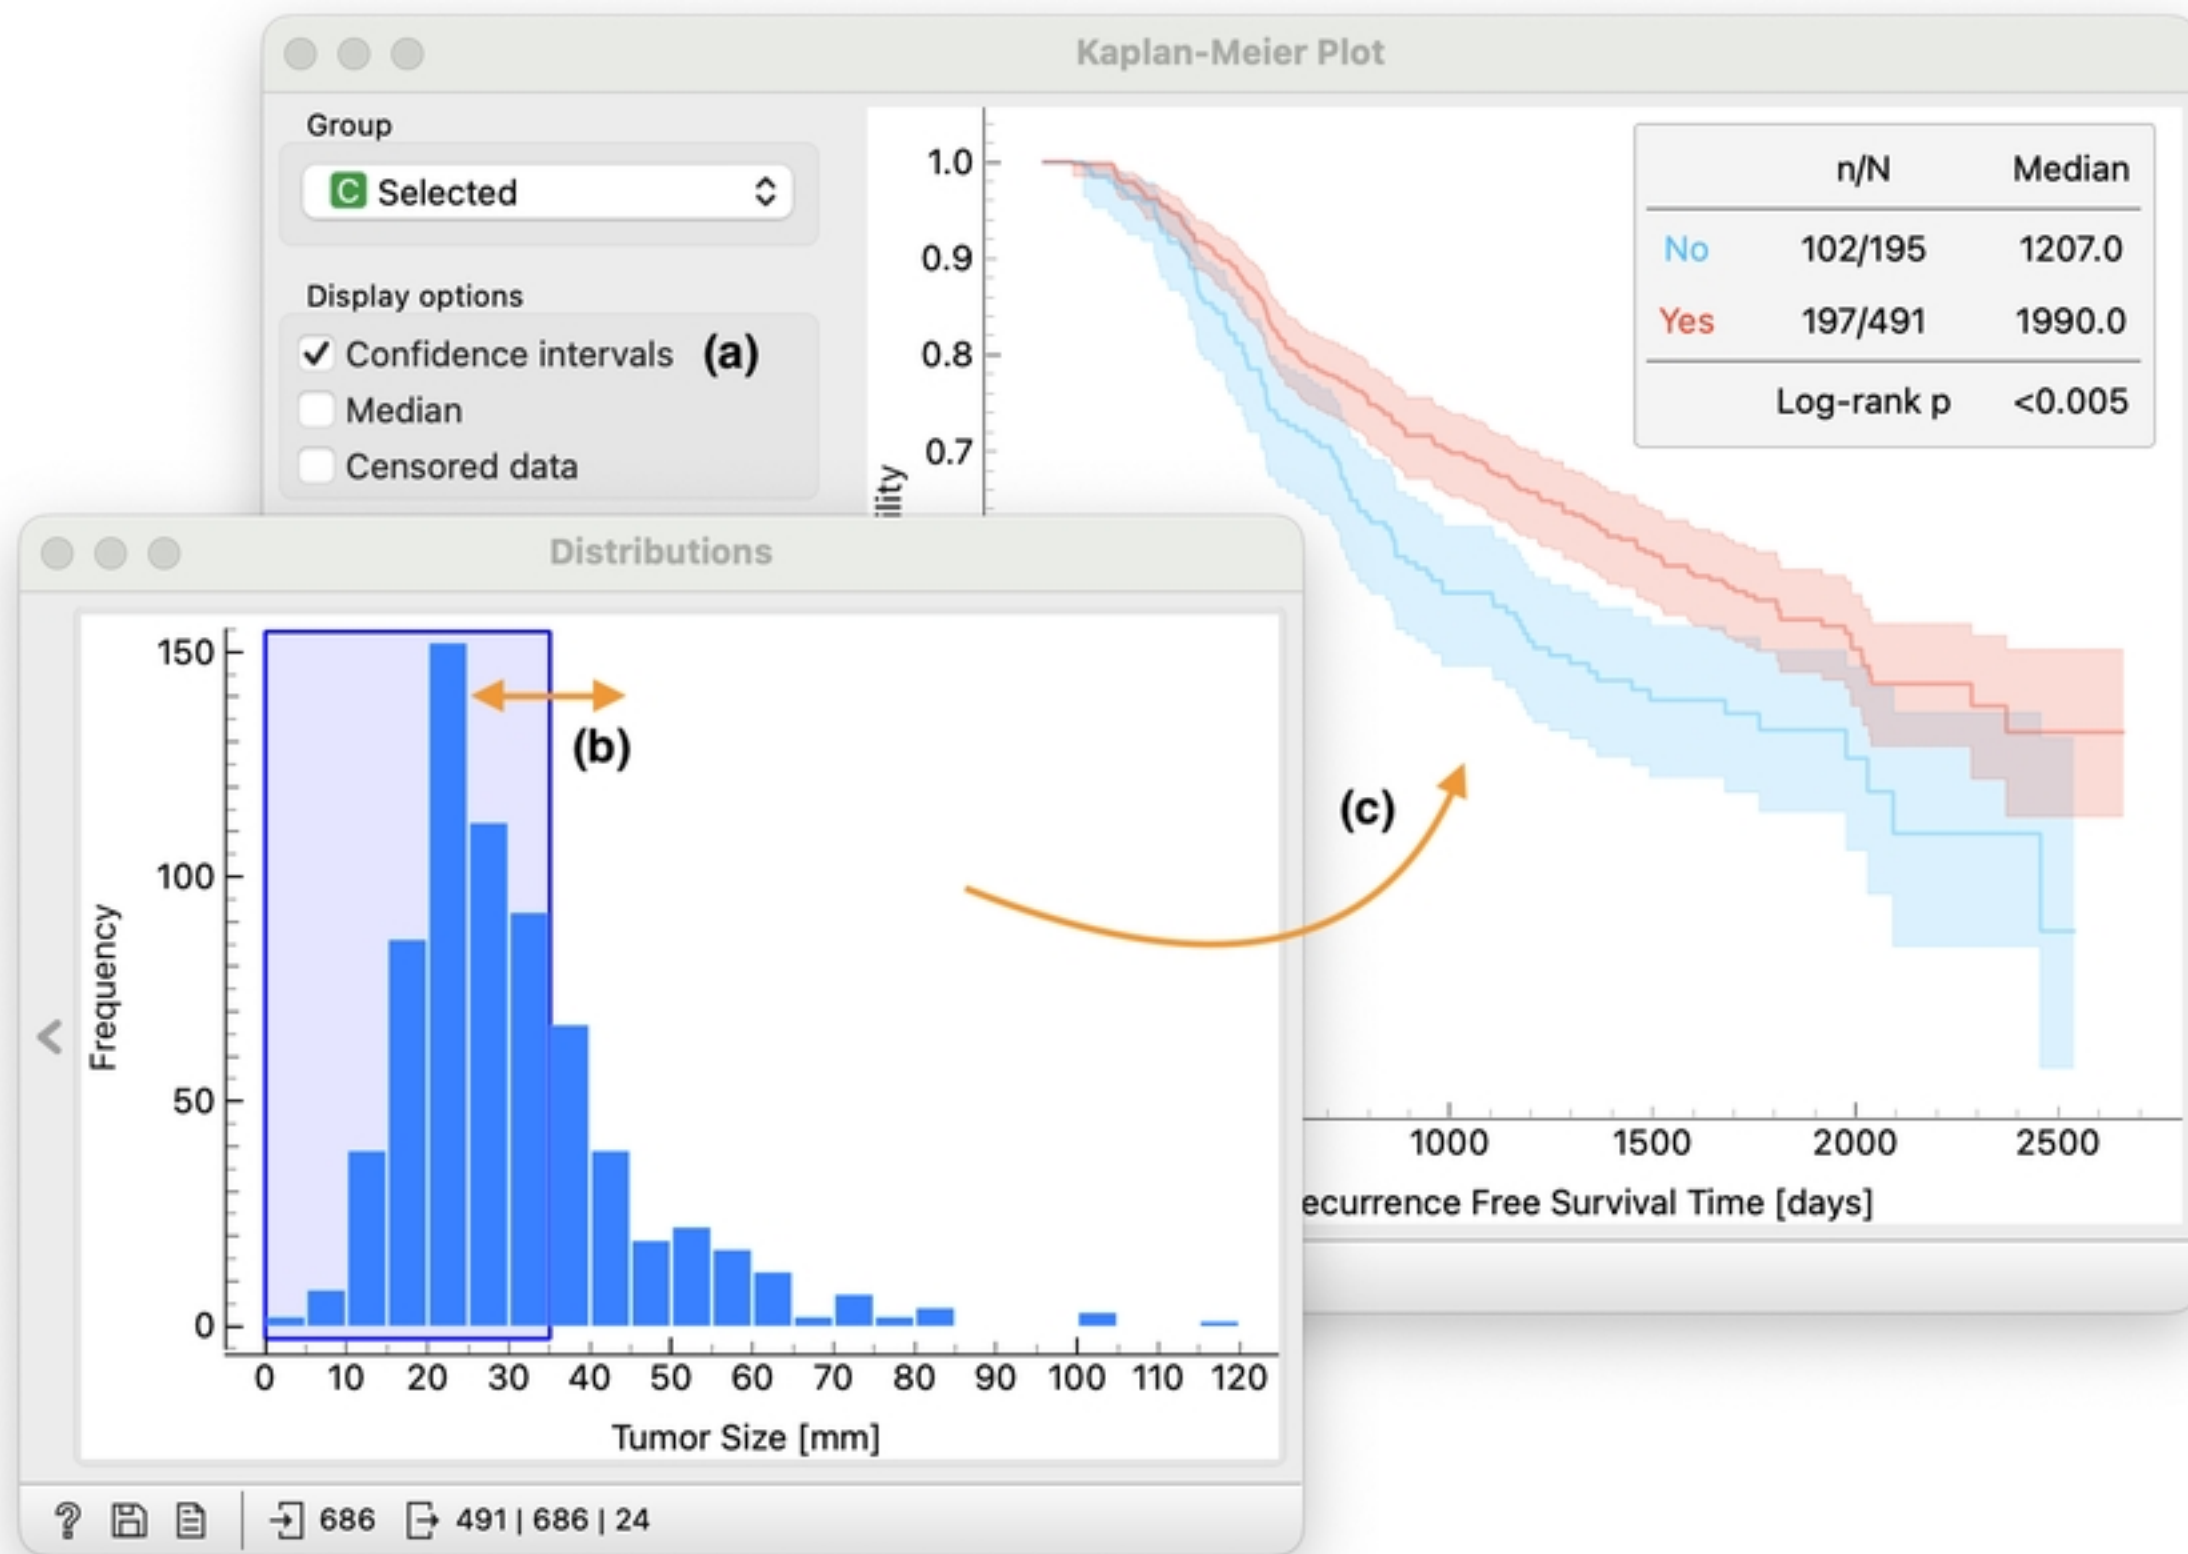 Kaplan-Meier Plot
Group
C Selected
Display options
Confidence intervals (a)
Median
Censored data
1.0
0.9
0.8
0.7
ility
n/N Median
No 102/195 1207.0
Yes 197/491 1990.0
Log-rank p <0.005
(c)
1000 1500 2000 2500
ecurrence Free Survival Time [days]
Distributions
150
100
50
0
Frequency
(b)
0 10 20 30 40 50 60 70 80 90 100 110 120
Tumor Size [mm]
? 686 491 | 686 | 24